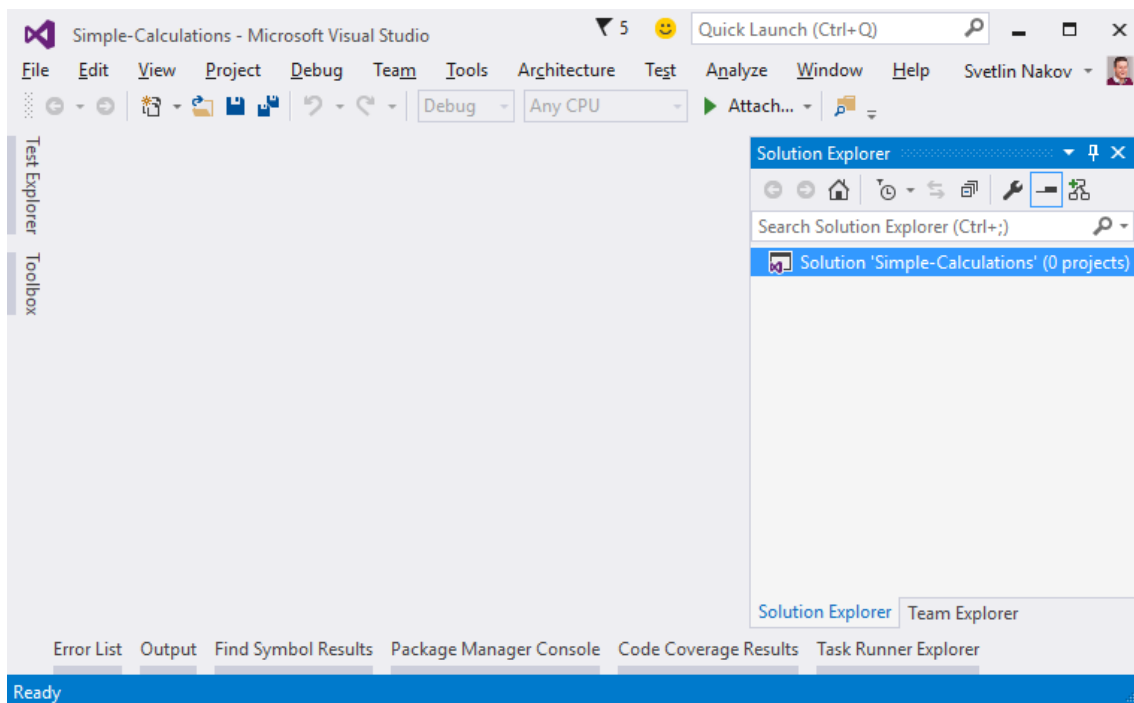 Simple-Calculations - Microsoft Visual Studio 5 Quick Launch (Ctrl+Q)
File Edit View Project Debug Team Tools Architecture Test Analyze Window Help Svetlin Nakov
Debug Any CPU Attach...
Test Explorer
Toolbox
Solution Explorer
Search Solution Explorer (Ctrl+;)
Solution 'Simple-Calculations' (0 projects)
Solution Explorer Team Explorer
Error List Output Find Symbol Results Package Manager Console Code Coverage Results Task Runner Explorer
Ready